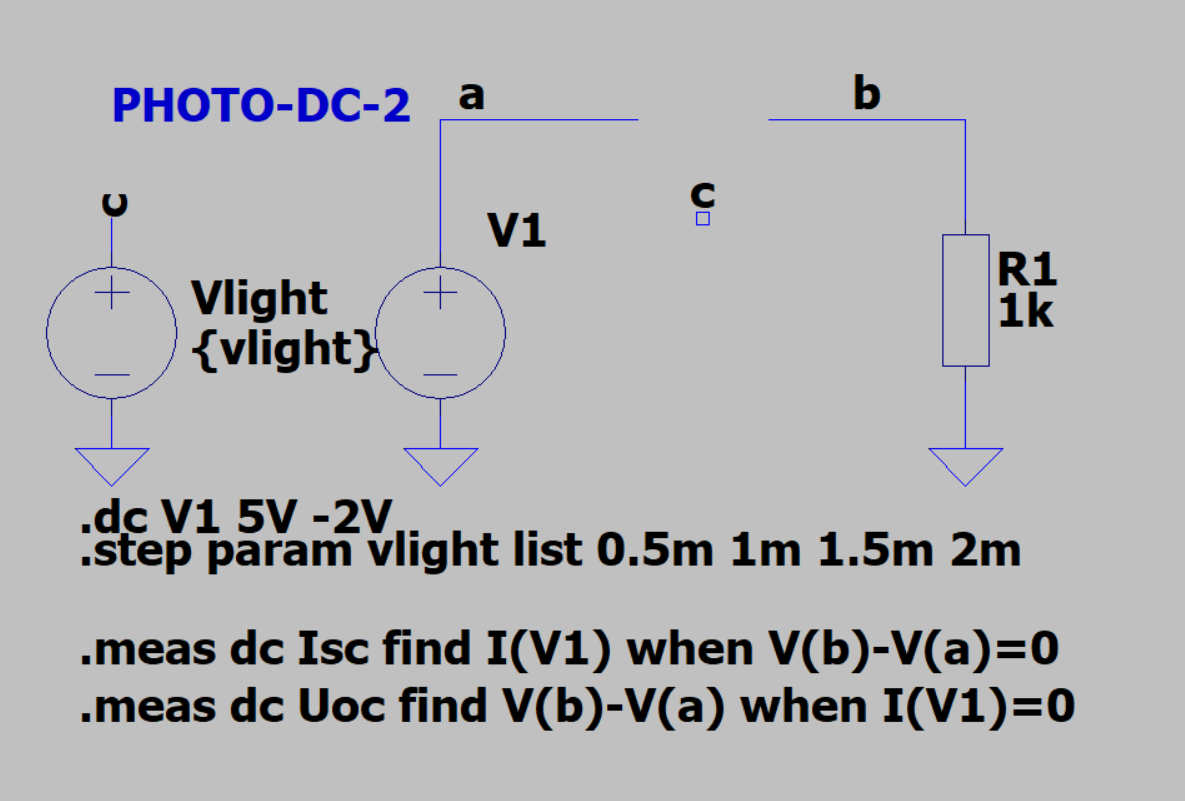 PHOTO-DC-2
a
b
c
c
V1
Vlight
{vlight}
R1
1k
.dc V1 5V -2V
.step param vlight list 0.5m 1m 1.5m 2m
.meas dc Isc find I(V1) when V(b)-V(a)=0
.meas dc Uoc find V(b)-V(a) when I(V1)=0